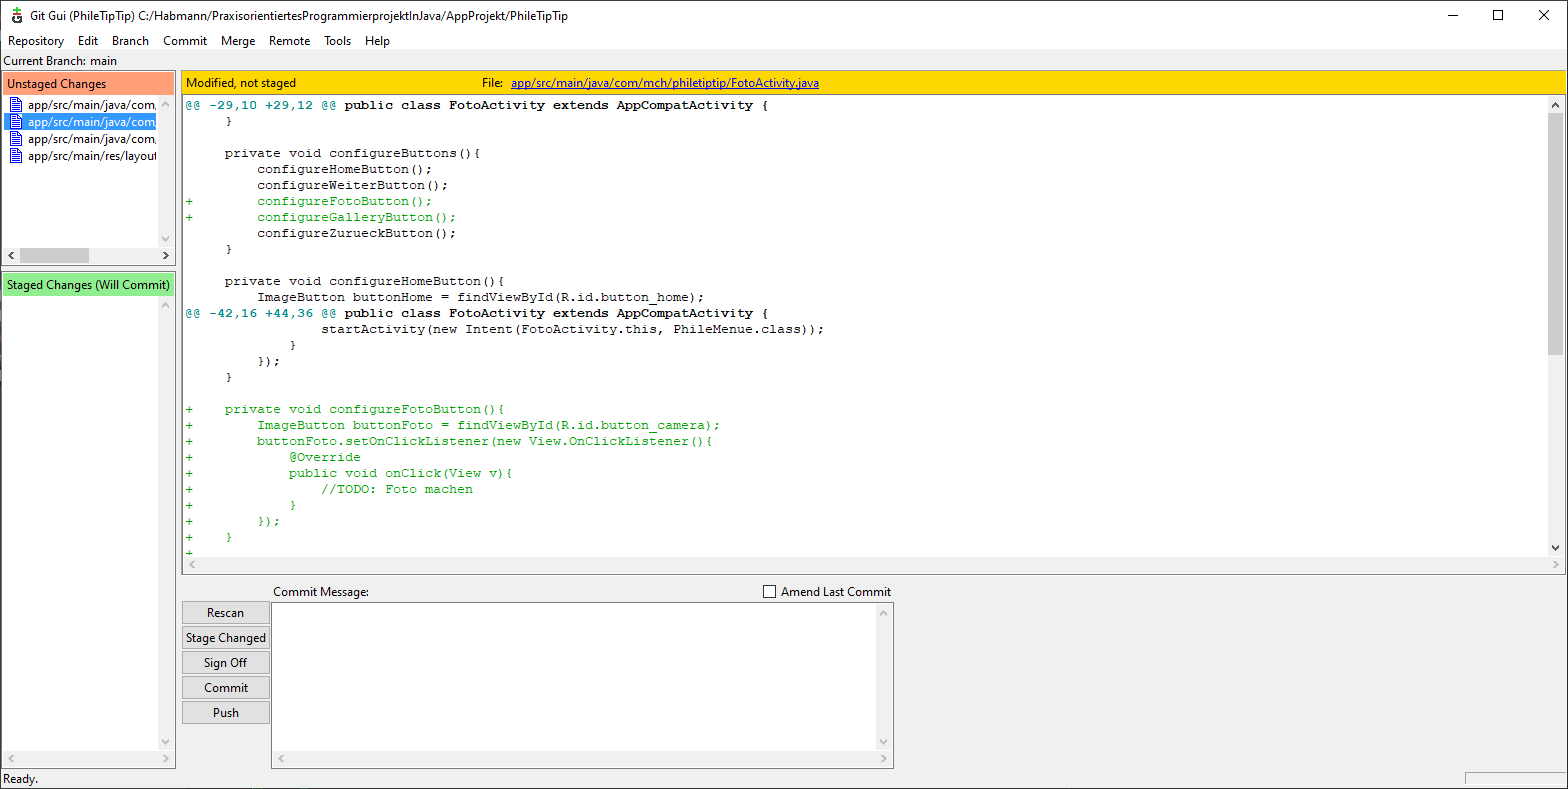 Git Gui (PhileTipTip) C:/Habmann/PraxisorientiertesProgrammierprojektInJava/AppProjekt/PhileTipTip
Repository Edit Branch Commit Merge Remote Tools Help
Current Branch: main
Unstaged Changes
app/src/main/java/com,
app/src/main/java/com,
app/src/main/java/com,
app/src/main/res/layout
Staged Changes (Will Commit)
Modified, not staged File: app/src/main/java/com/mch/philetiptip/FotoActivity.java
@@ -29,10 +29,12 @@ public class FotoActivity extends AppCompatActivity {
     }

     private void configureButtons(){
         configureHomeButton();
         configureWeiterButton();
+        configureFotoButton();
+        configureGalleryButton();
         configureZurueckButton();
     }

     private void configureHomeButton(){
         ImageButton buttonHome = findViewById(R.id.button_home);
@@ -42,16 +44,36 @@ public class FotoActivity extends AppCompatActivity {
                 startActivity(new Intent(FotoActivity.this, PhileMenue.class));
             }
         });
     }

+    private void configureFotoButton(){
+        ImageButton buttonFoto = findViewById(R.id.button_camera);
+        buttonFoto.setOnClickListener(new View.OnClickListener(){
+            @Override
+            public void onClick(View v){
+                //TODO: Foto machen
+            }
+        });
+    }
+
Commit Message: Amend Last Commit
Rescan
Stage Changed
Sign Off
Commit
Push
Ready.